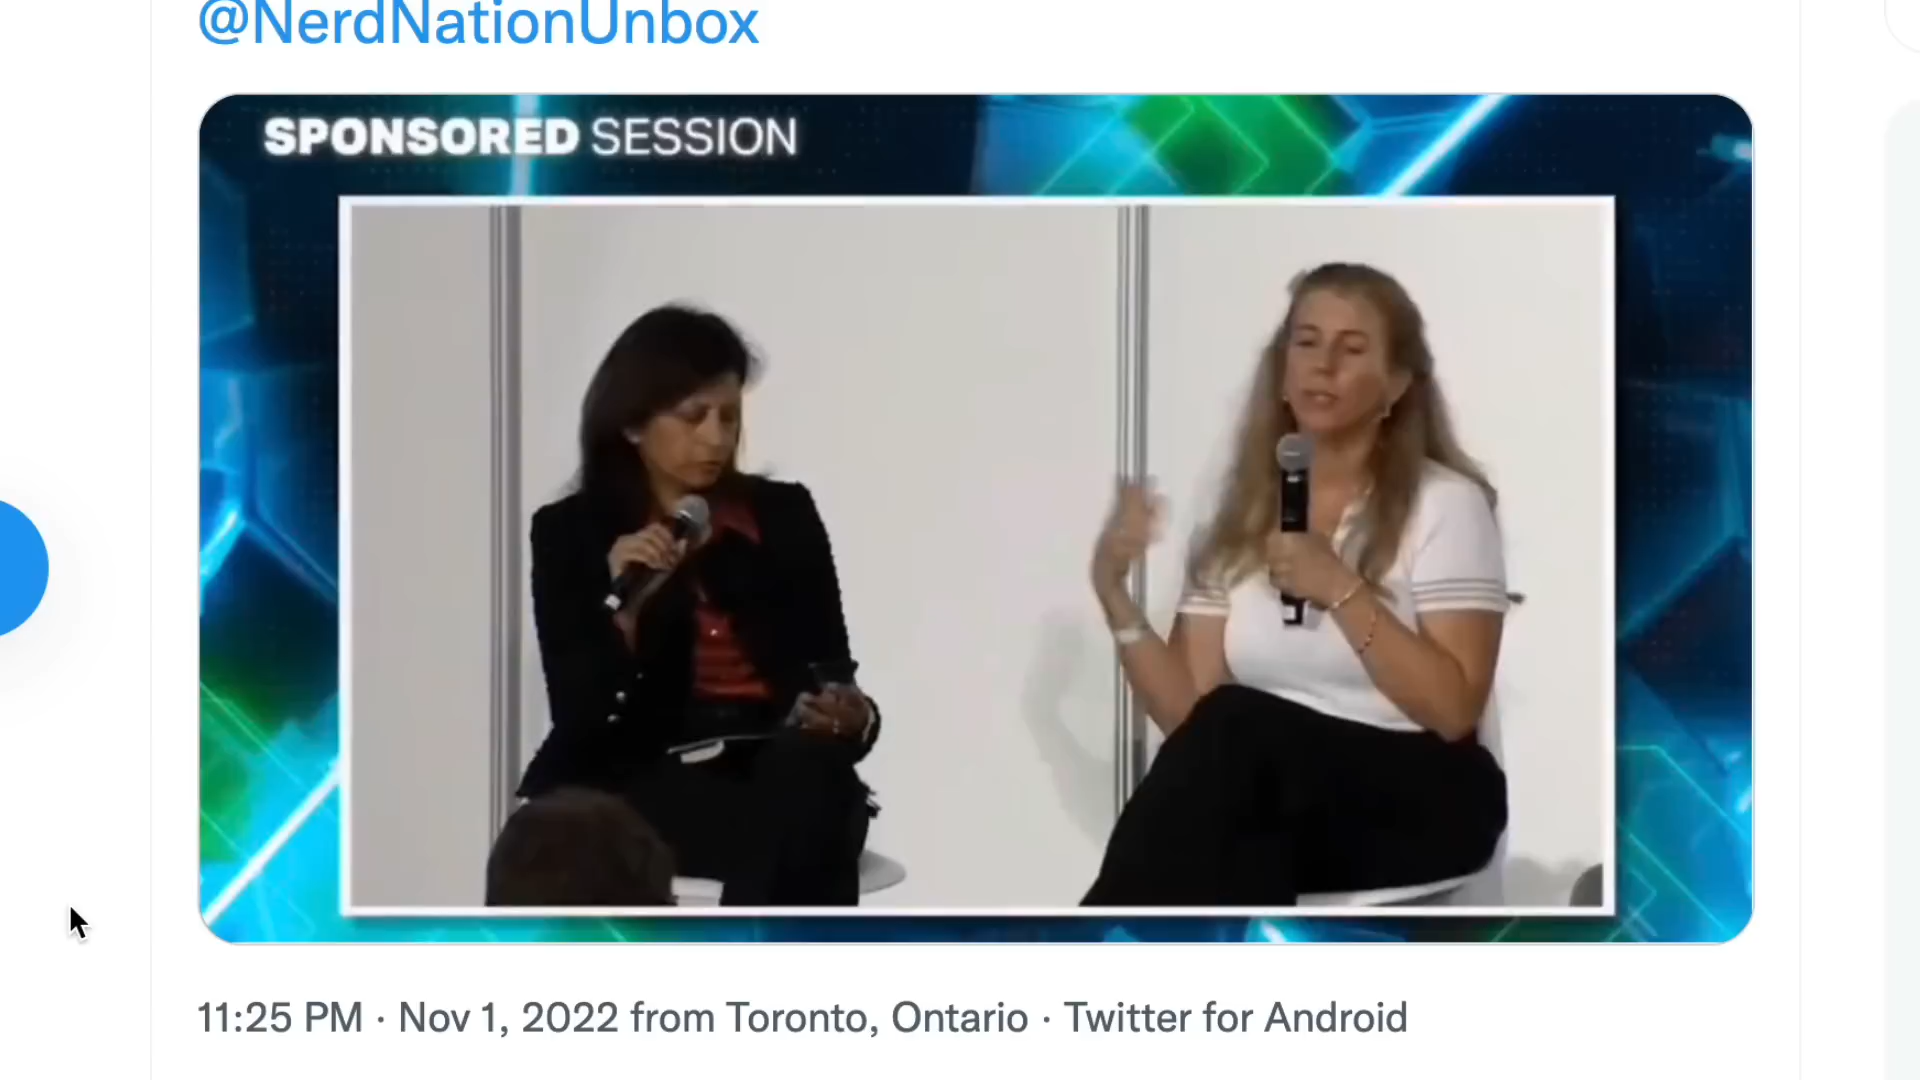 @NerdNationUnbox
SPONSORED SESSION
11:25 PM · Nov 1, 2022 from Toronto, Ontario · Twitter for Android